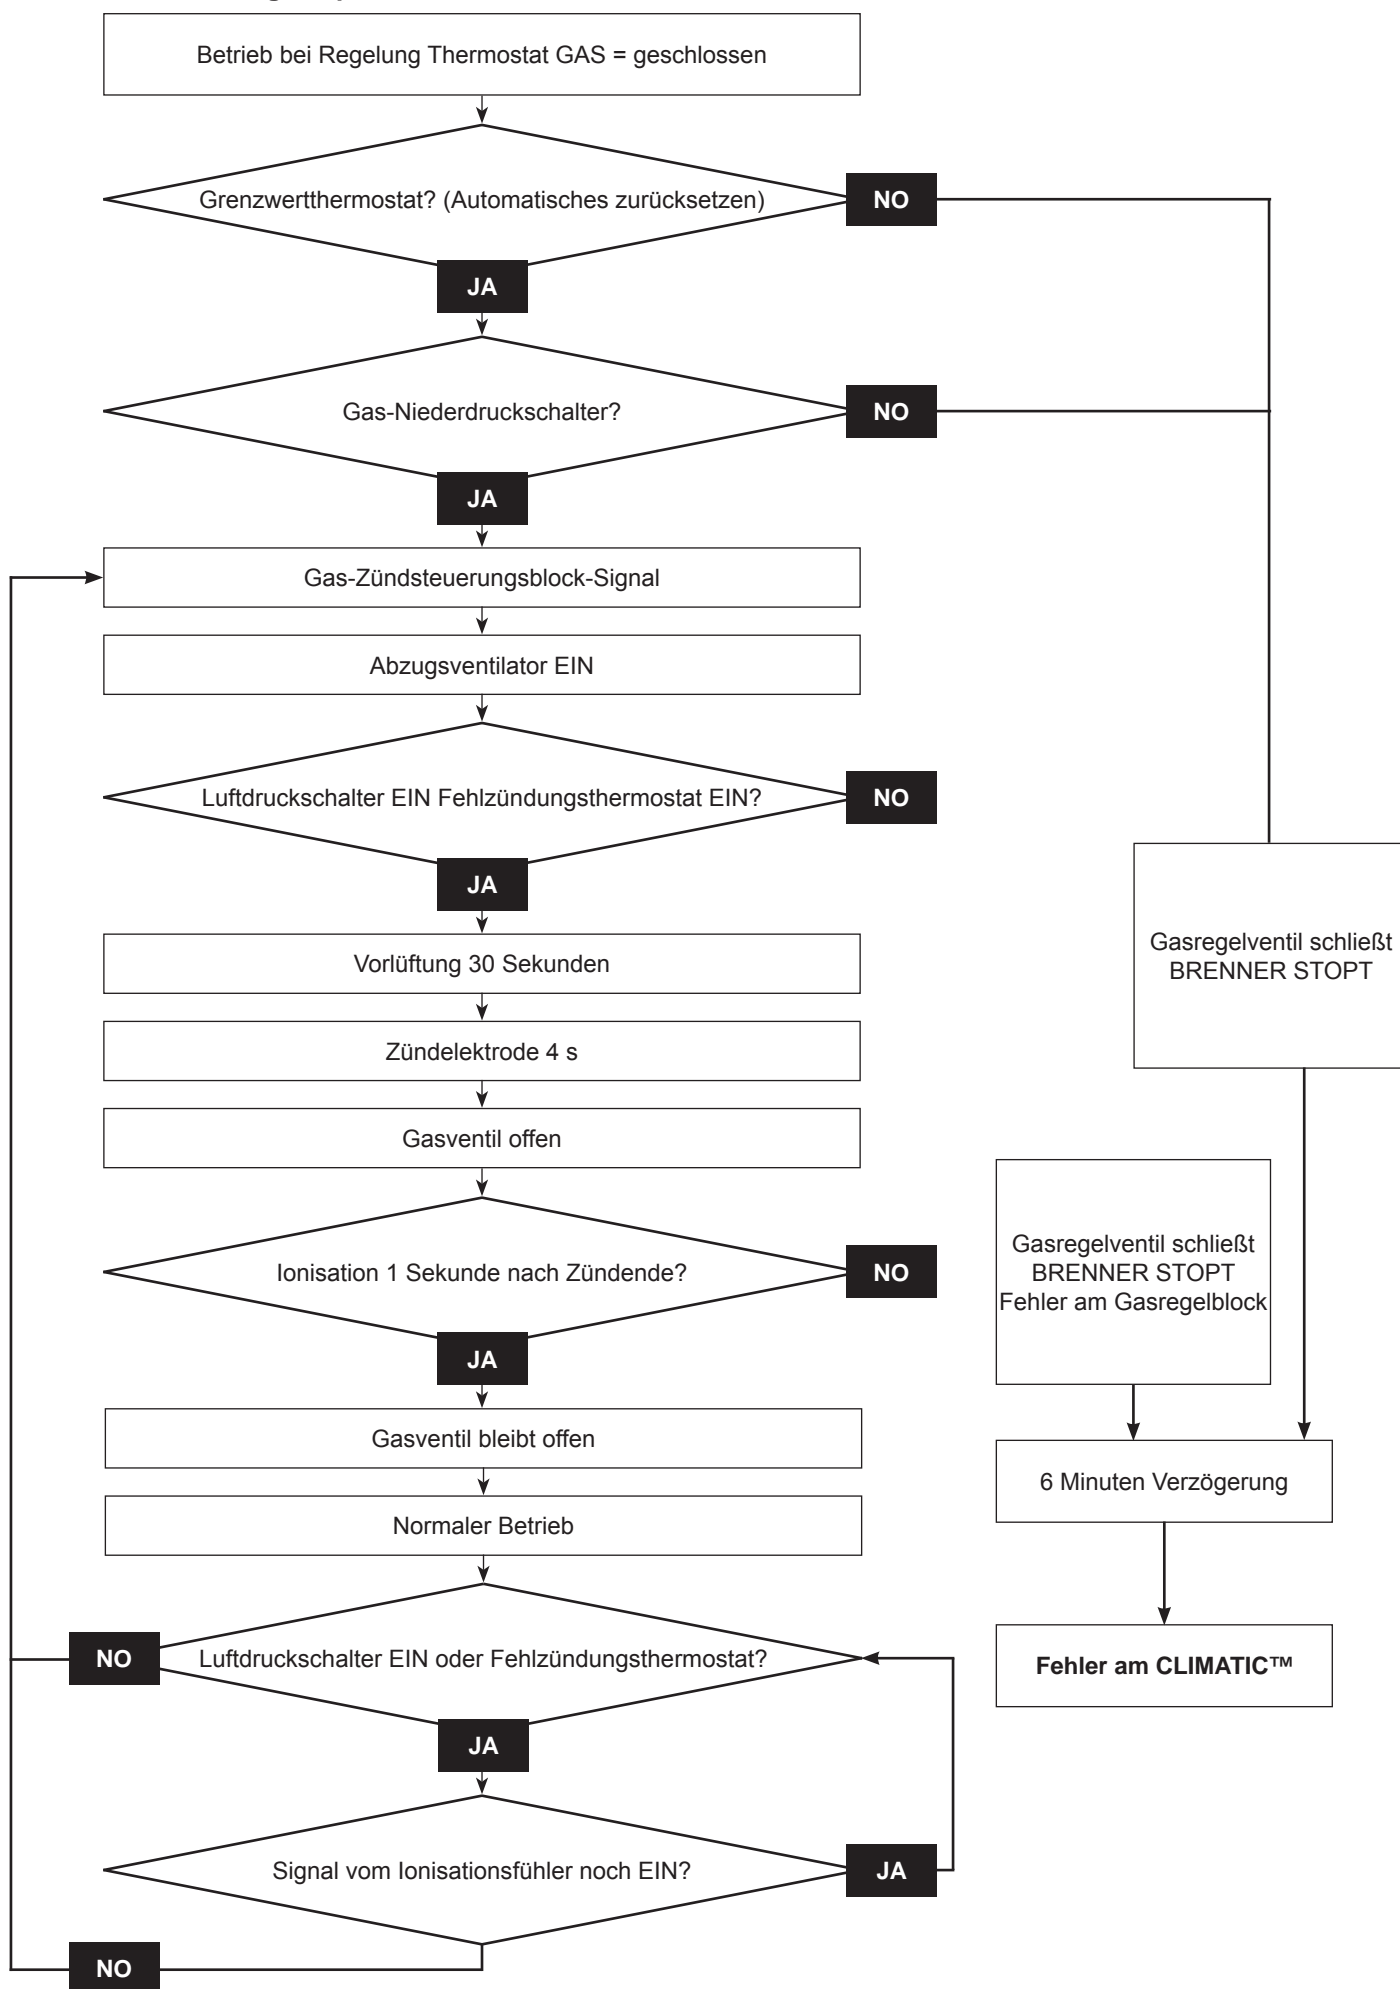 Betrieb bei Regelung Thermostat GAS = geschlossen
Grenzwertthermostat? (Automatisches zurücksetzen)
NO
JA
Gas-Niederdruckschalter?
NO
JA
Gas-Zündsteuerungsblock-Signal
Abzugsventilator EIN
Luftdruckschalter EIN Fehlzündungsthermostat EIN?
NO
JA
Vorlüftung 30 Sekunden
Gasregelventil schließt
BRENNER STOPT
Zündelektrode 4 s
Gasventil offen
Ionisation 1 Sekunde nach Zündende?
NO
JA
Gasregelventil schließt
BRENNER STOPT
Fehler am Gasregelblock
Gasventil bleibt offen
6 Minuten Verzögerung
Normaler Betrieb
Luftdruckschalter EIN oder Fehlzündungsthermostat?
NO
JA
Fehler am CLIMATIC™
Signal vom Ionisationsfühler noch EIN?
JA
NO